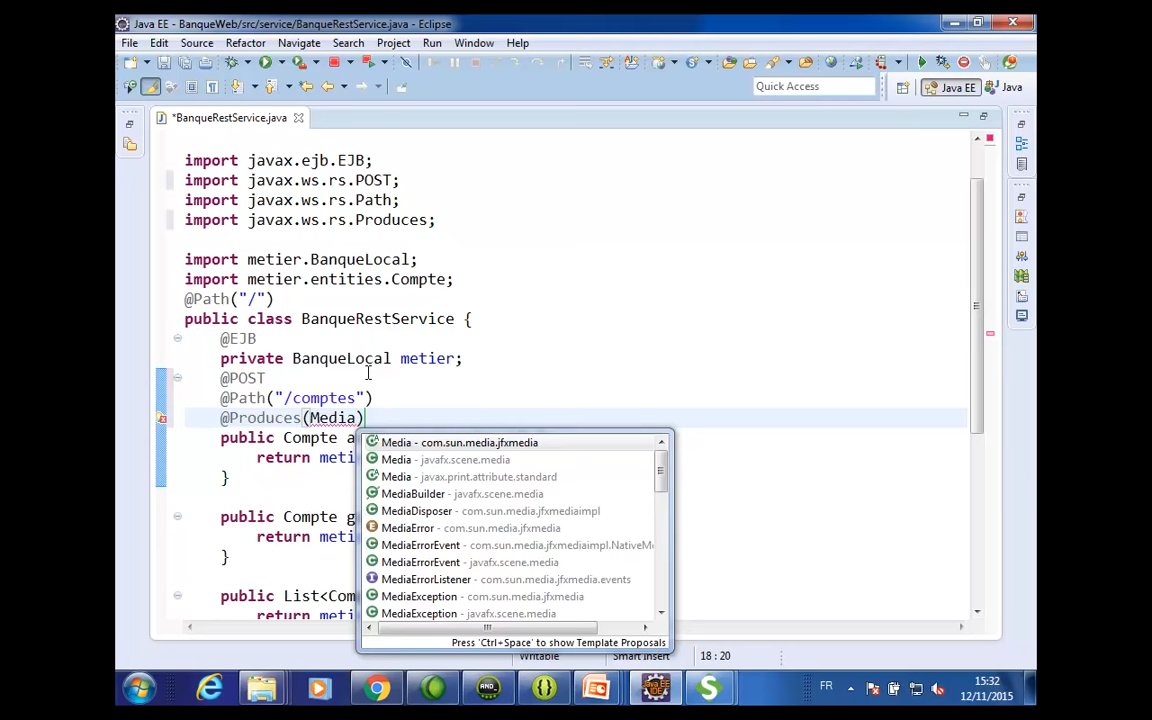 Java EE - BanqueWeb/src/service/BanqueRestService.java - Eclipse
File Edit Source Refactor Navigate Search Project Run Window Help
Quick Access
Java EE
Java
*BanqueRestService.java
import javax.ejb.EJB;
import javax.ws.rs.POST;
import javax.ws.rs.Path;
import javax.ws.rs.Produces;
import metier.BanqueLocal;
import metier.entities.Compte;
@Path("/")
public class BanqueRestService {
@EJB
private BanqueLocal metier;
@POST
@Path("/comptes")
@Produces(Media)
public Compte a
return meti
}
public Compte g
return meti
}
public List<Com
return meti
Media - com.sun.media.jfxmedia
Media - javafx.scene.media
Media - javax.print.attribute.standard
MediaBuilder - javafx.scene.media
MediaDisposer - com.sun.media.jfxmediaimpl
MediaError - com.sun.media.jfxmedia
MediaErrorEvent - com.sun.media.jfxmediaimpl.NativeMe
MediaErrorEvent - javafx.scene.media
MediaErrorListener - com.sun.media.jfxmedia.events
MediaException - com.sun.media.jfxmedia
MediaException - javafx.scene.media
Press 'Ctrl+Space' to show Template Proposals
Writable Smart Insert 18 : 20
FR
15:32
12/11/2015